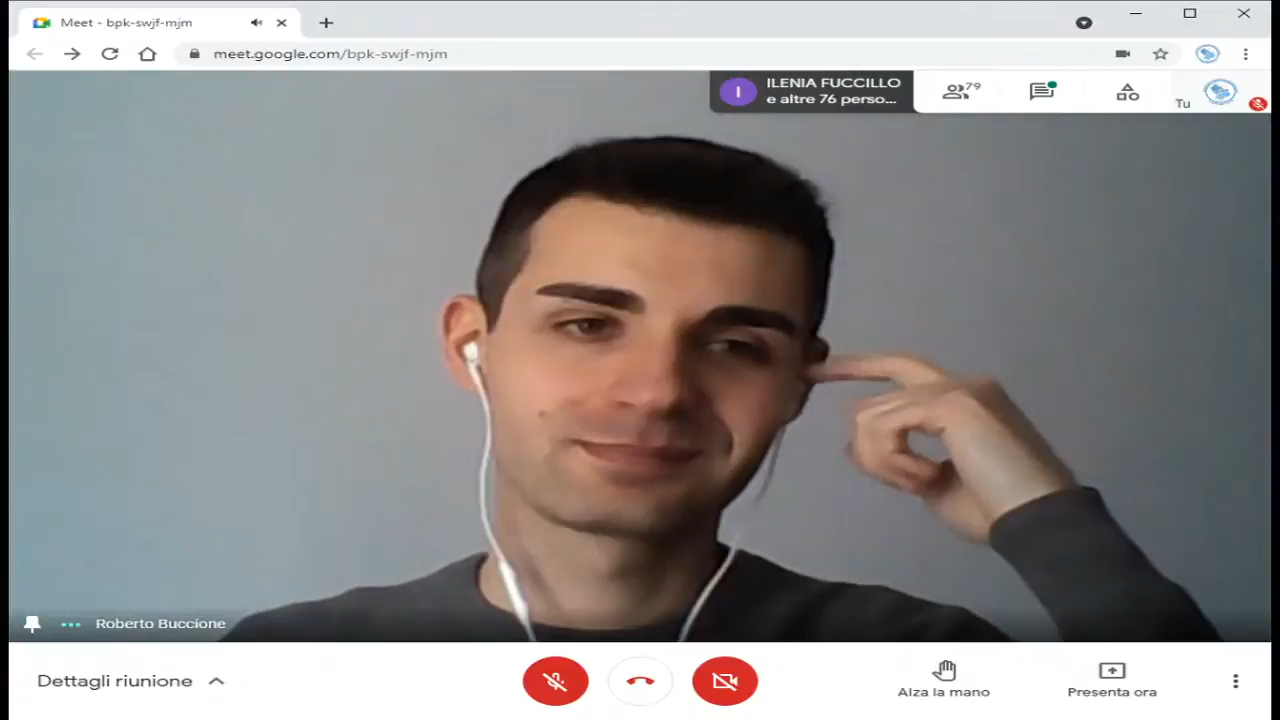 Meet - bpk-swjf-mjm
meet.google.com/bpk-swjf-mjm
I
ILENIA FUCCILLO
e altre 76 perso...
79
Tu
Roberto Buccione
Dettagli riunione
Alza la mano
Presenta ora